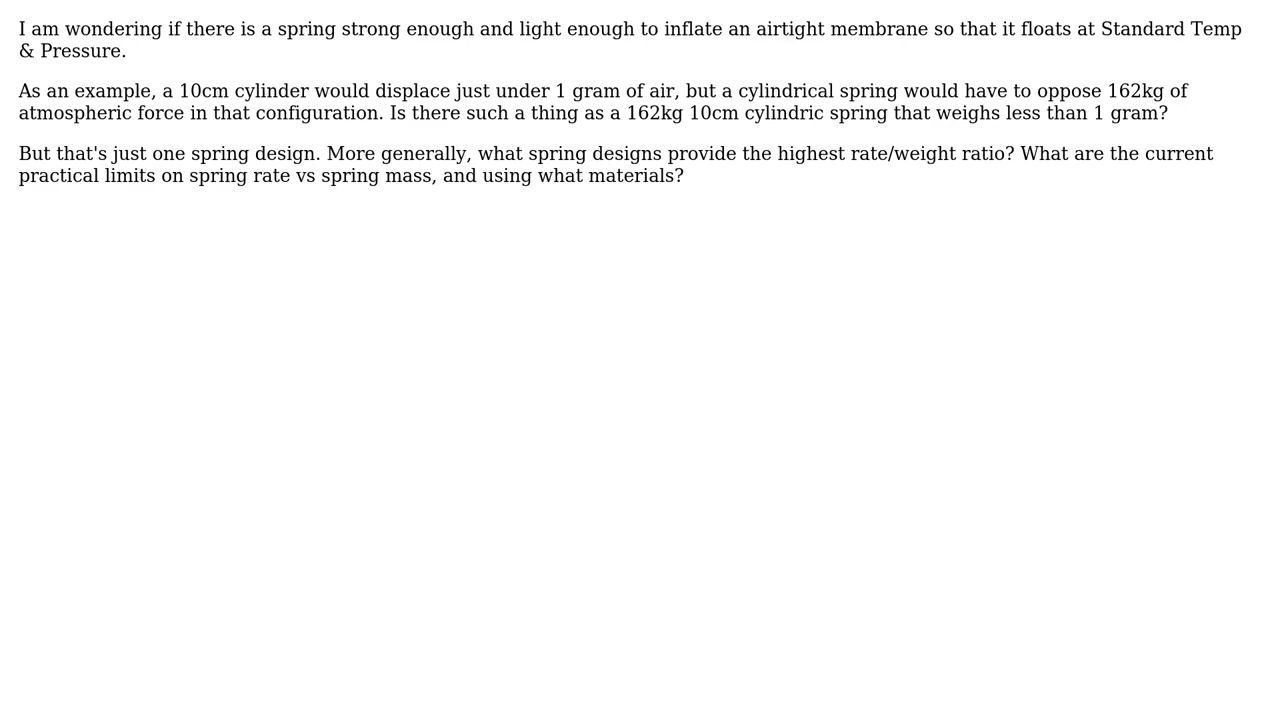 I am wondering if there is a spring strong enough and light enough to inflate an airtight membrane so that it floats at Standard Temp
& Pressure.
As an example, a 10cm cylinder would displace just under 1 gram of air, but a cylindrical spring would have to oppose 162kg of
atmospheric force in that configuration. Is there such a thing as a 162kg 10cm cylindric spring that weighs less than 1 gram?
But that's just one spring design. More generally, what spring designs provide the highest rate/weight ratio? What are the current
practical limits on spring rate vs spring mass, and using what materials?